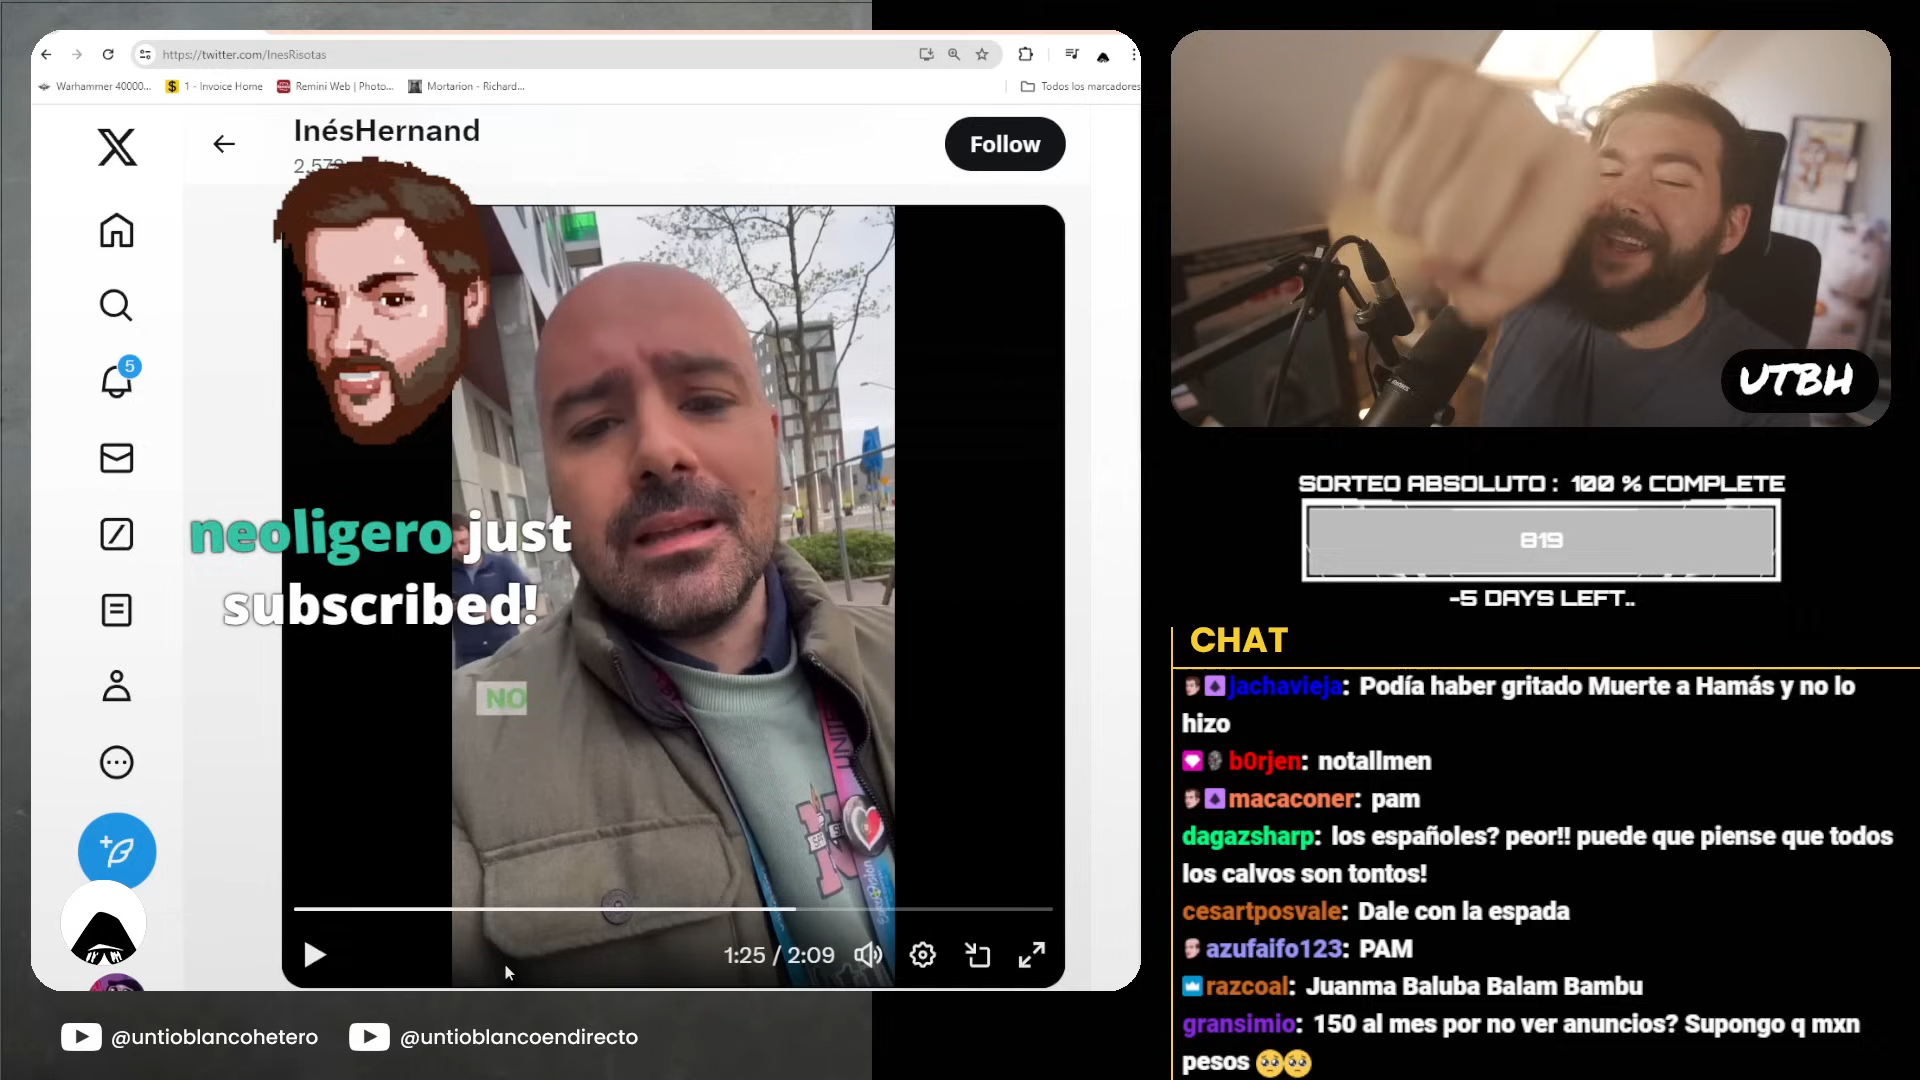 https://twitter.com/InesRisotas
Warhammer 40000...
1 - Invoice Home
Remini Web | Photo...
Mortarion - Richard...
Todos los marcadores
InésHernand
Follow
5
neoligero just
subscribed!
NO
1:25 / 2:09
@untioblancohetero
@untioblancoendirecto
UTBH
SORTEO ABSOLUTO : 100 % COMPLETE
819
-5 DAYS LEFT..
CHAT
jachavieja: Podía haber gritado Muerte a Hamás y no lo
hizo
b0rjen: notallmen
macaconer: pam
dagazsharp: los españoles? peor!! puede que piense que todos
los calvos son tontos!
cesartposvale: Dale con la espada
azufaifo123: PAM
razcoal: Juanma Baluba Balam Bambu
gransimio: 150 al mes por no ver anuncios? Supongo q mxn
pesos 🥺🥺